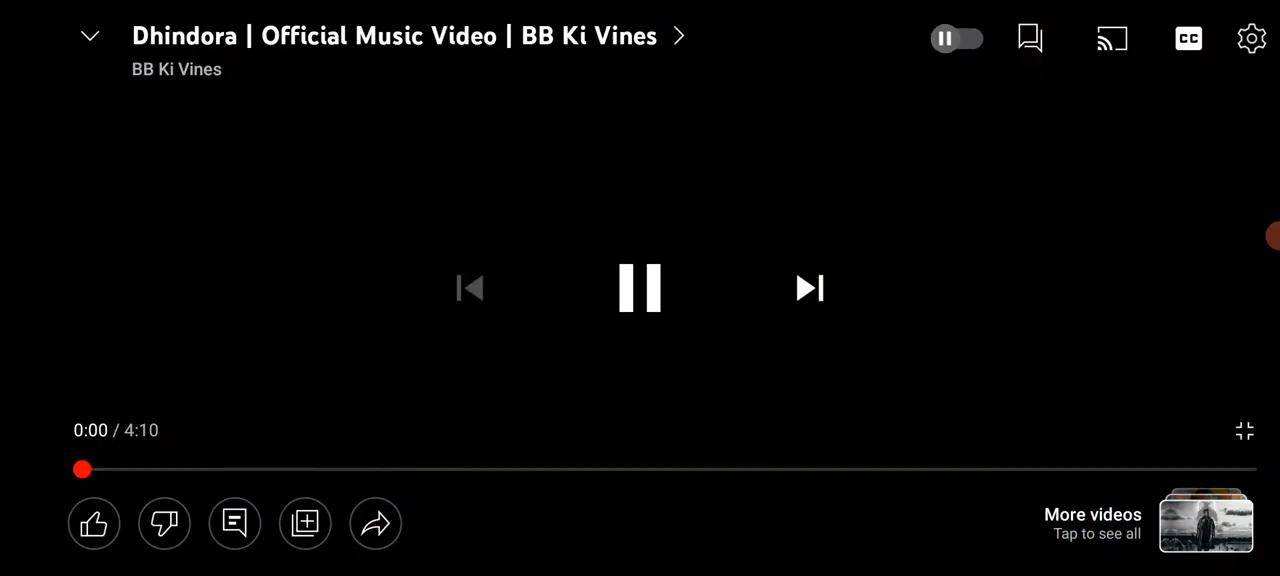 Dhindora | Official Music Video | BB Ki Vines
BB Ki Vines
CC
0:00 / 4:10
More videos
Tap to see all